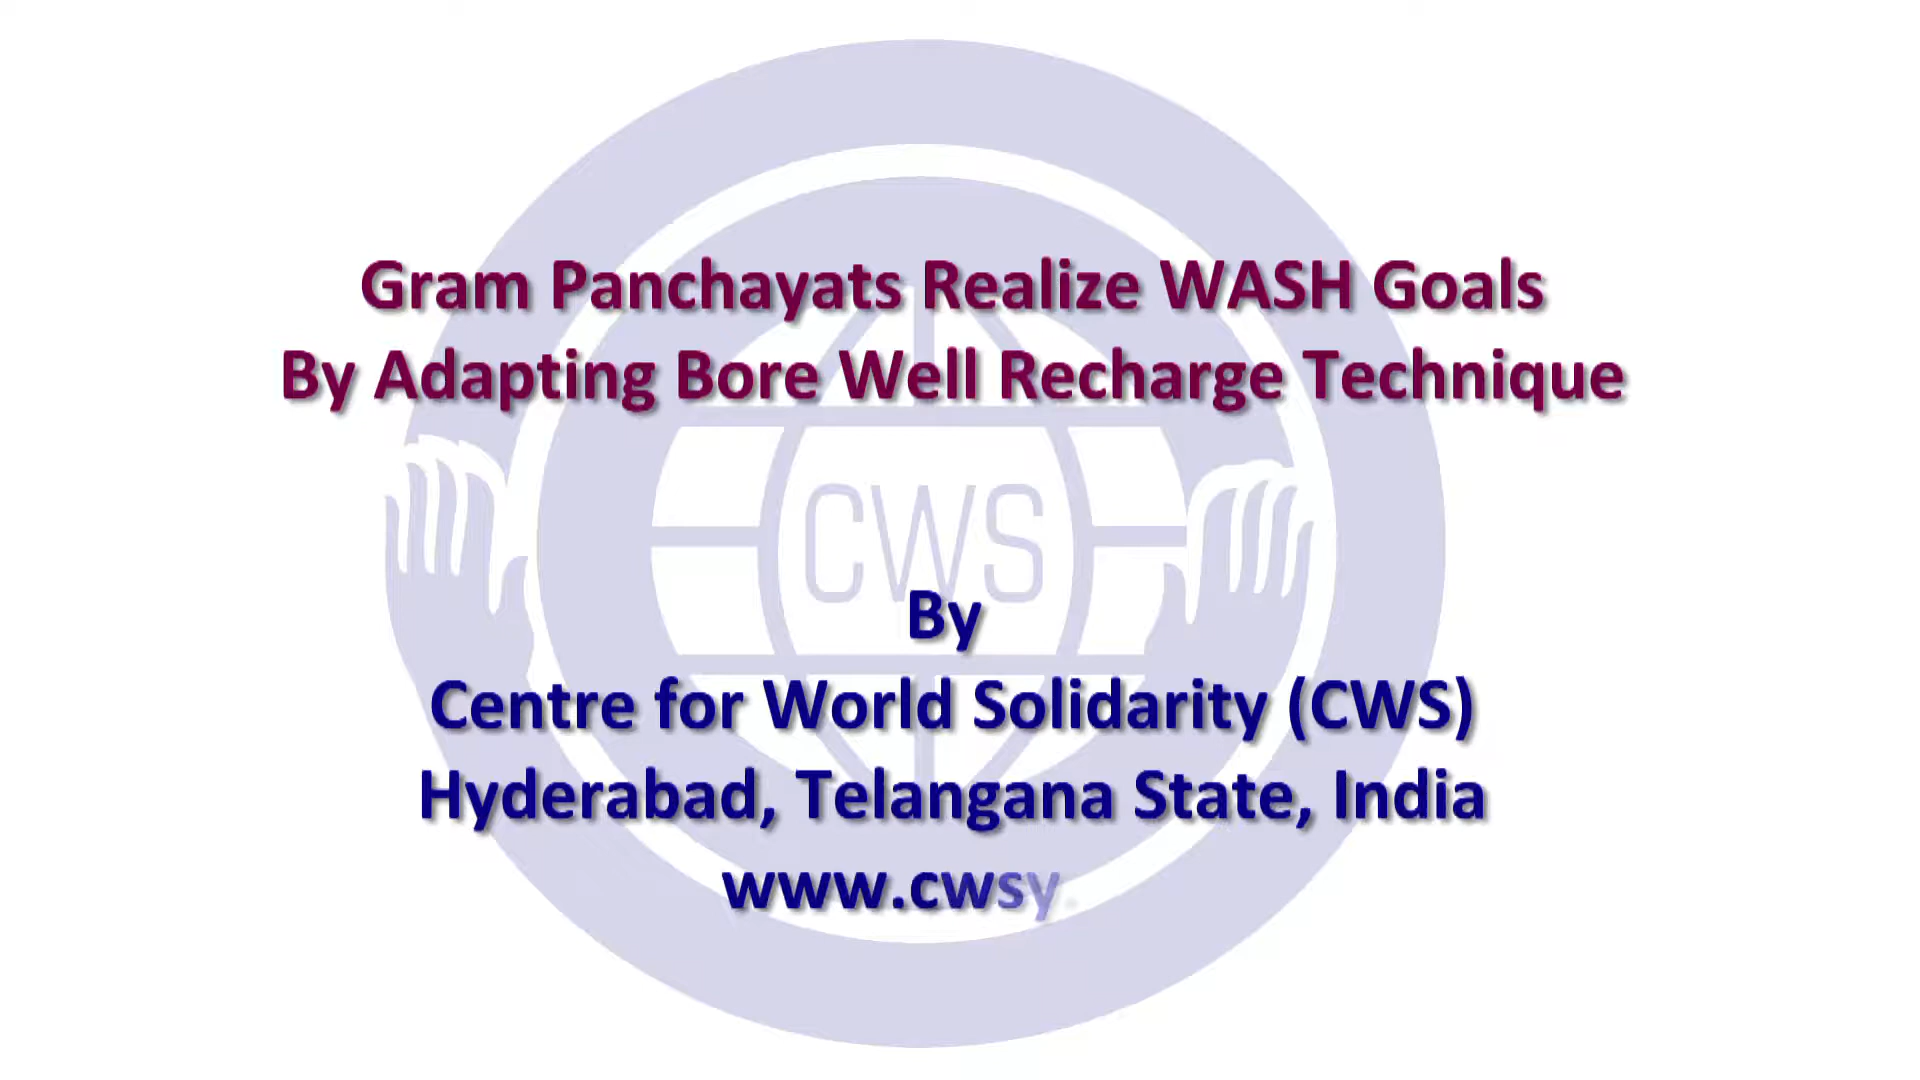 Gram Panchayats Realize WASH Goals
By Adapting Bore Well Recharge Technique
CWS
By
Centre for World Solidarity (CWS)
Hyderabad, Telangana State, India
www.cwsy.